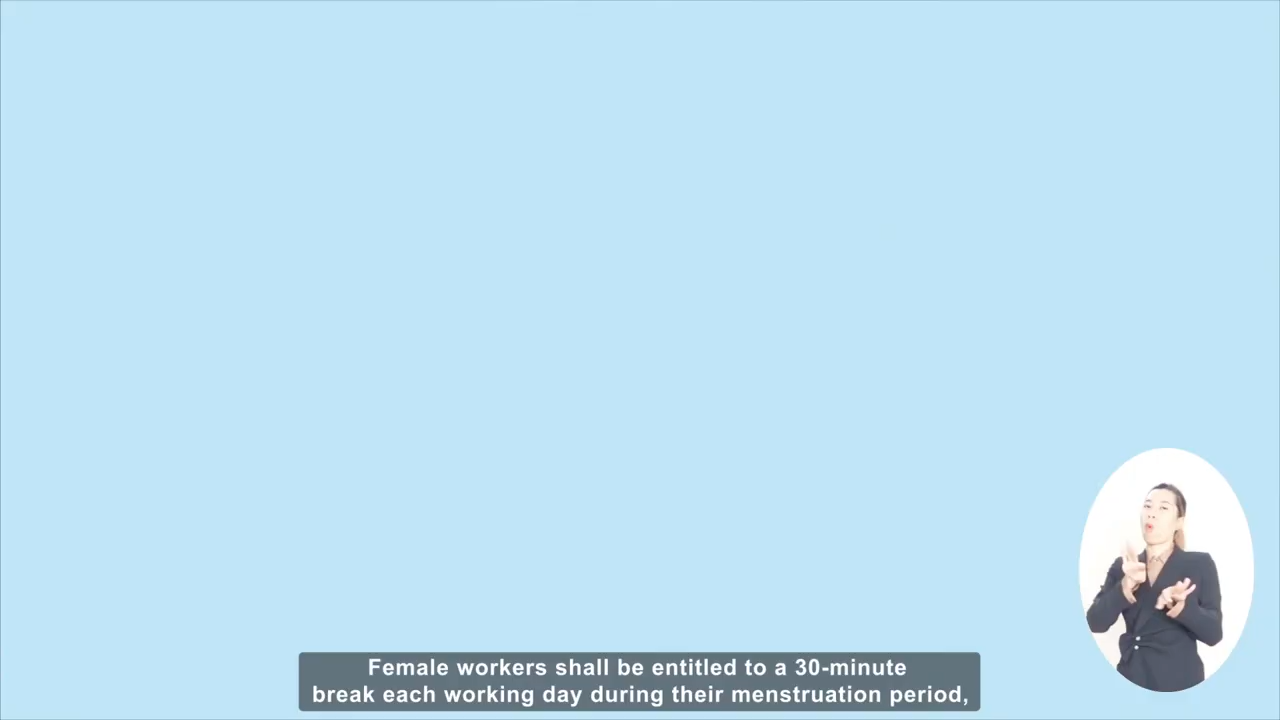 Female workers shall be entitled to a 30-minute
break each working day during their menstruation period,